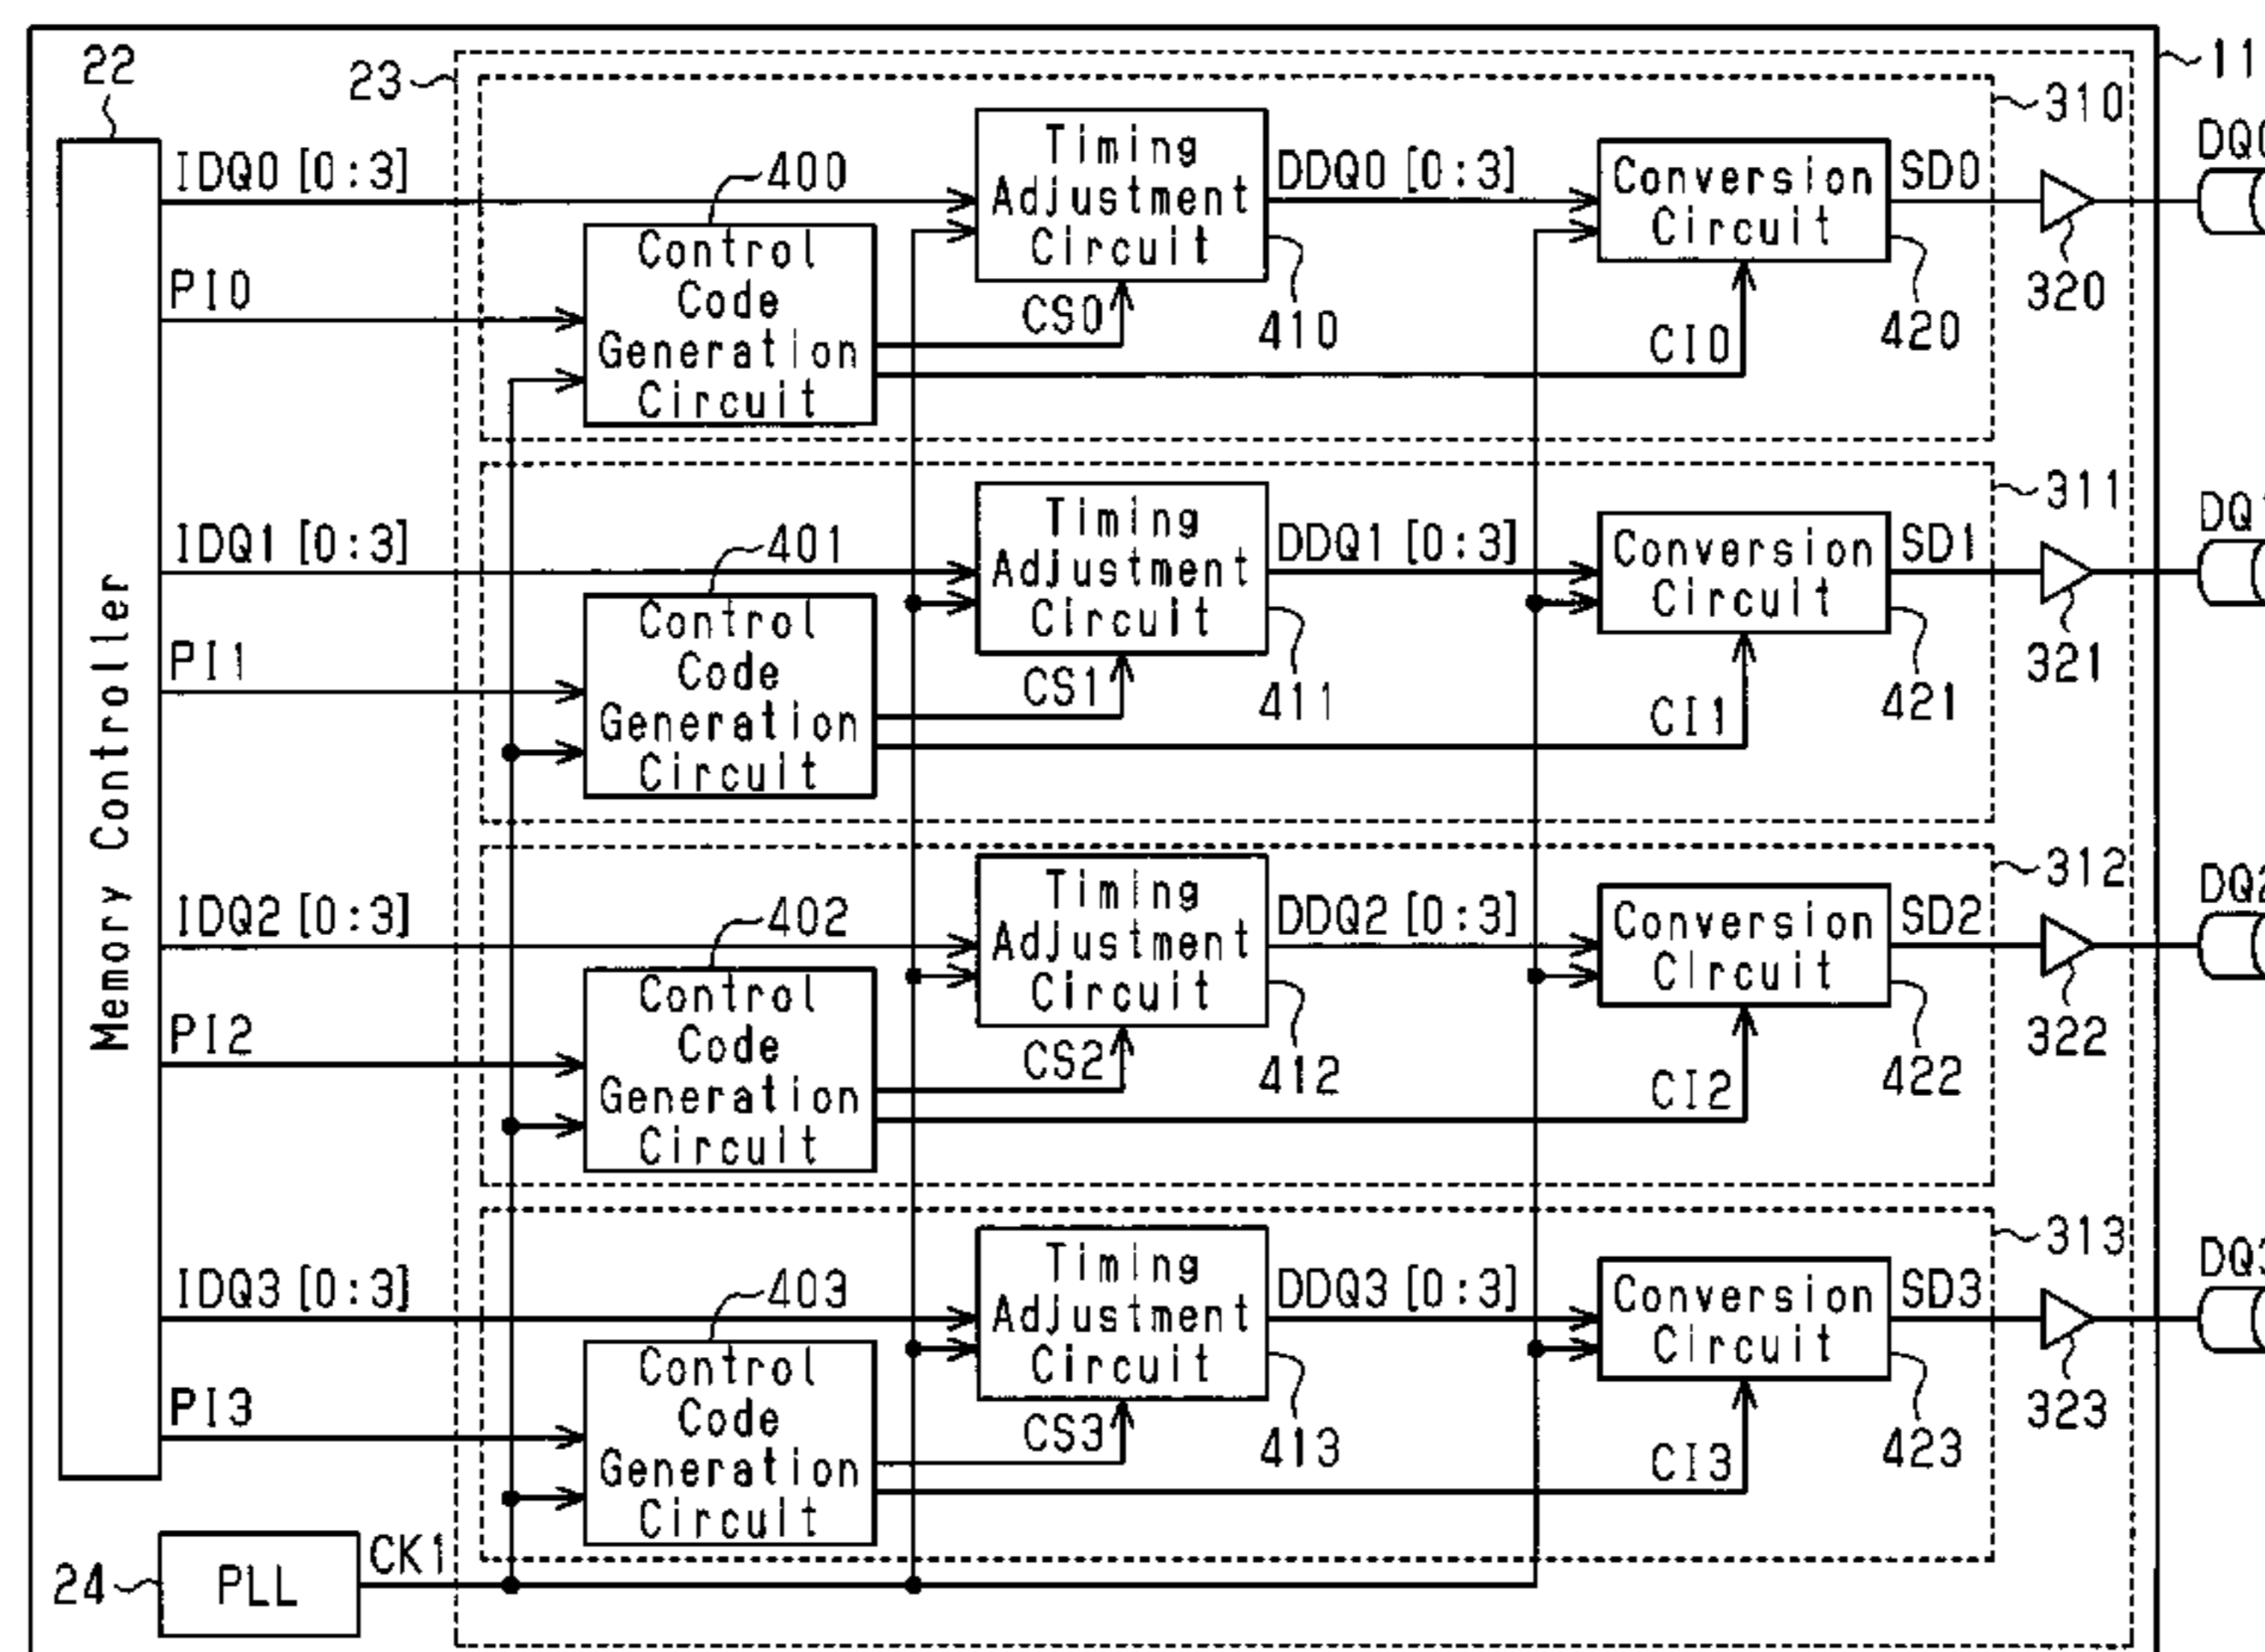 22
23
11
310
IDQ0 [0:3]
400
Timing
Adjustment
Circuit
DDQ0 [0:3]
Conversion
Circuit
SD0
PI0
Control
Code
Generation
Circuit
CS0
410
CI0
420
320
311
IDQ1 [0:3]
401
Timing
Adjustment
Circuit
DDQ1 [0:3]
Conversion
Circuit
SD1
PI1
Control
Code
Generation
Circuit
CS1
411
CI1
421
321
Memory Controller
312
IDQ2 [0:3]
402
Timing
Adjustment
Circuit
DDQ2 [0:3]
Conversion
Circuit
SD2
PI2
Control
Code
Generation
Circuit
CS2
412
CI2
422
322
313
IDQ3 [0:3]
403
Timing
Adjustment
Circuit
DDQ3 [0:3]
Conversion
Circuit
SD3
DQ3
PI3
Control
Code
Generation
Circuit
CS3
413
CI3
423
323
24
PLL
CK1
DQ0
DQ1
DQ2